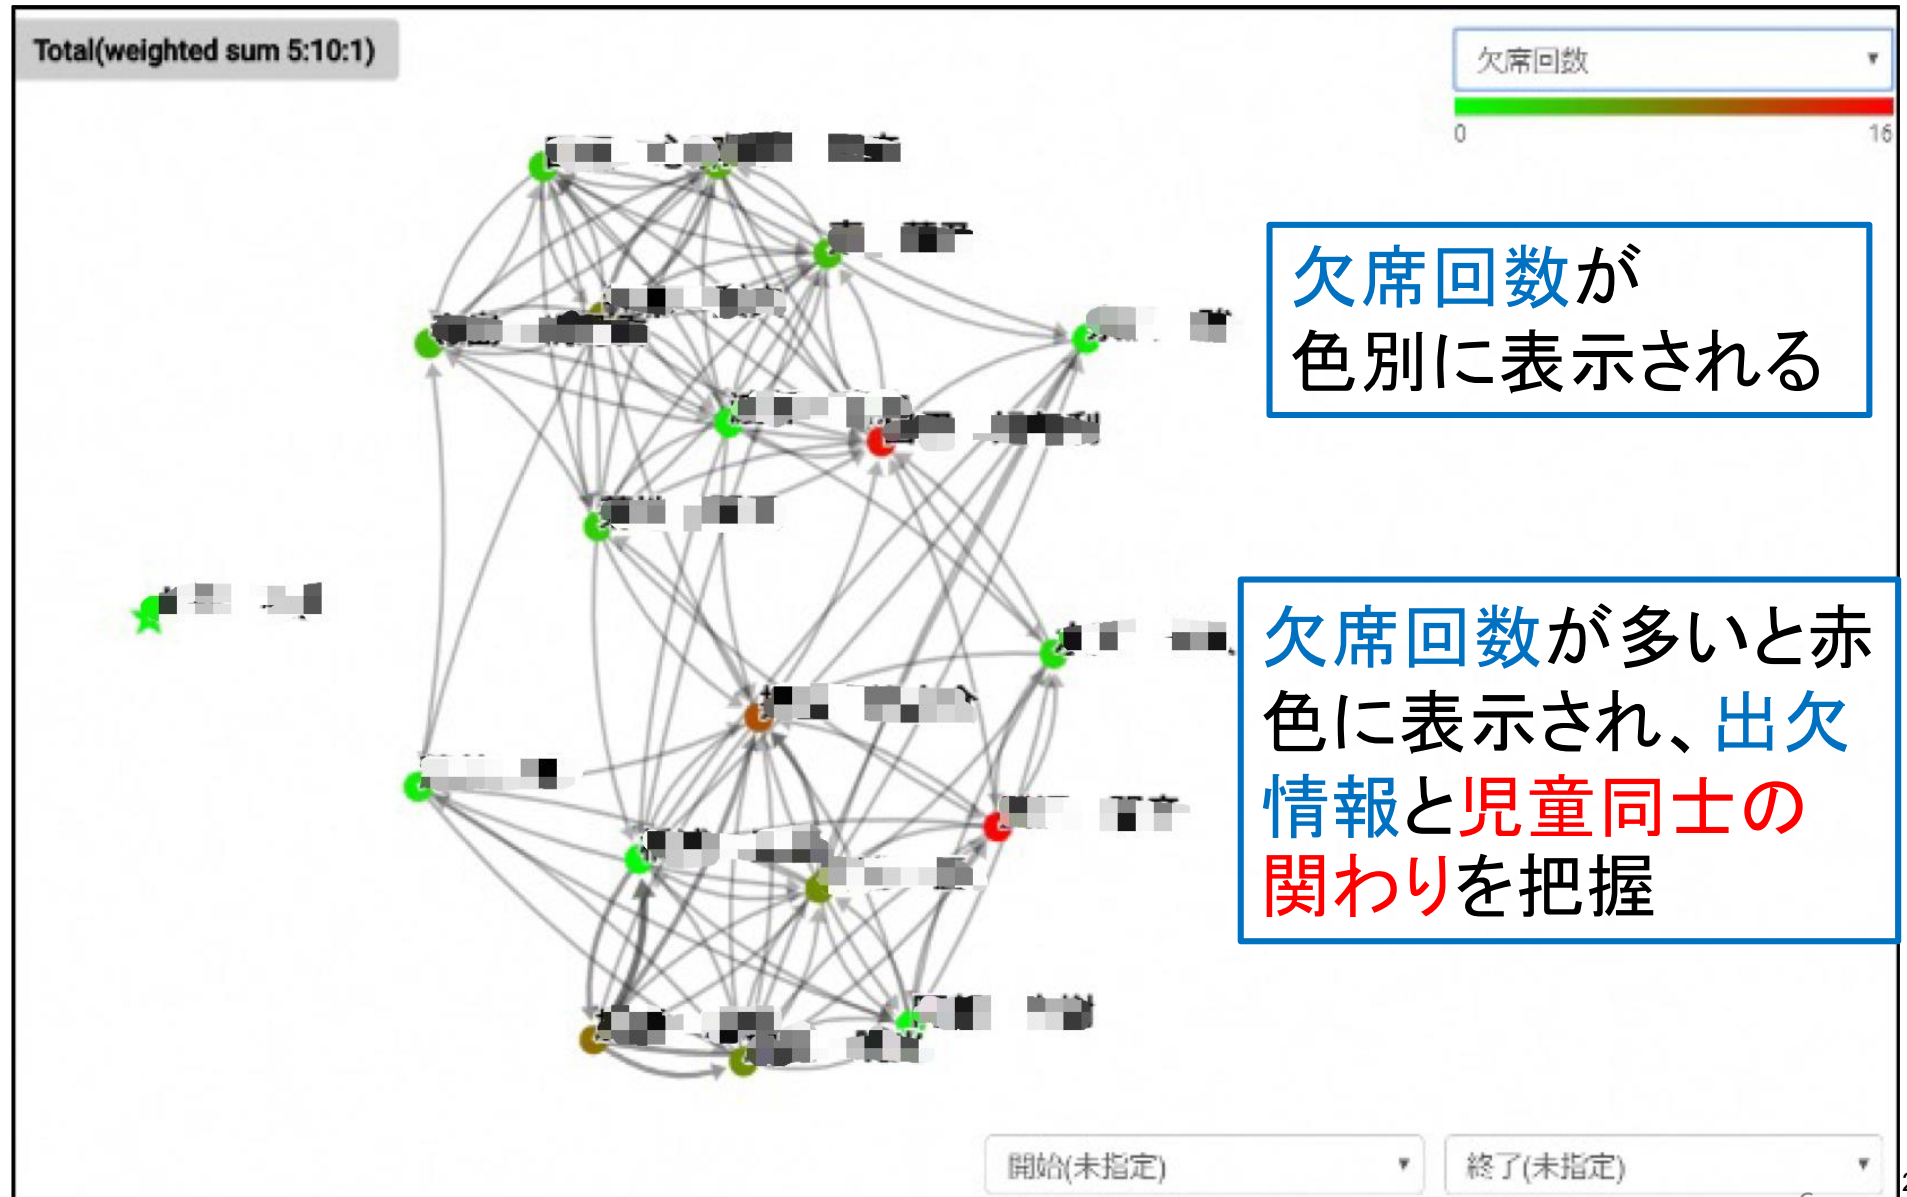 Total(weighted sum 5:10:1)
欠席回数
0
16
欠席回数が
色別に表示される
欠席回数が多いと赤
色に表示され、出欠
情報と児童同士の
関わりを把握
開始(未指定)
終了(未指定)